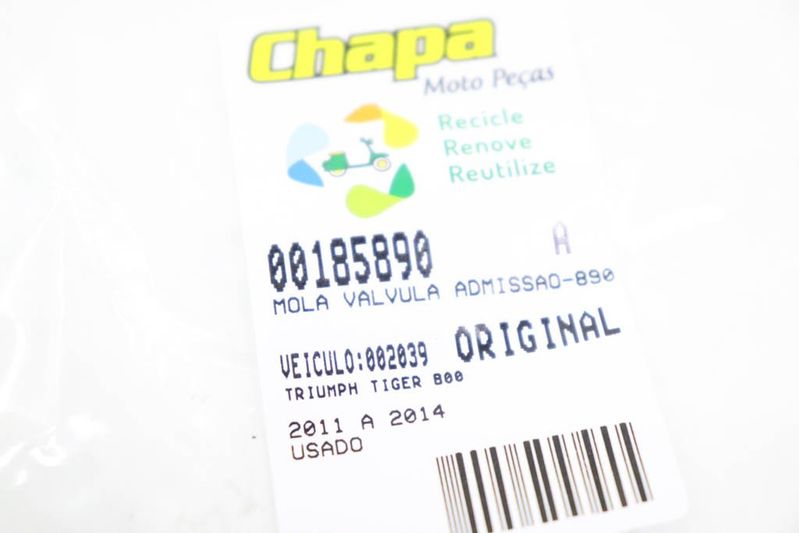 Chapa
Moto Peças
Recicle
Renove
Reutilize
00185890 A
MOLA VALVULA ADMISSAO-890
VEICULO:002039 ORIGINAL
TRIUMPH TIGER 800
2011 A 2014
USADO